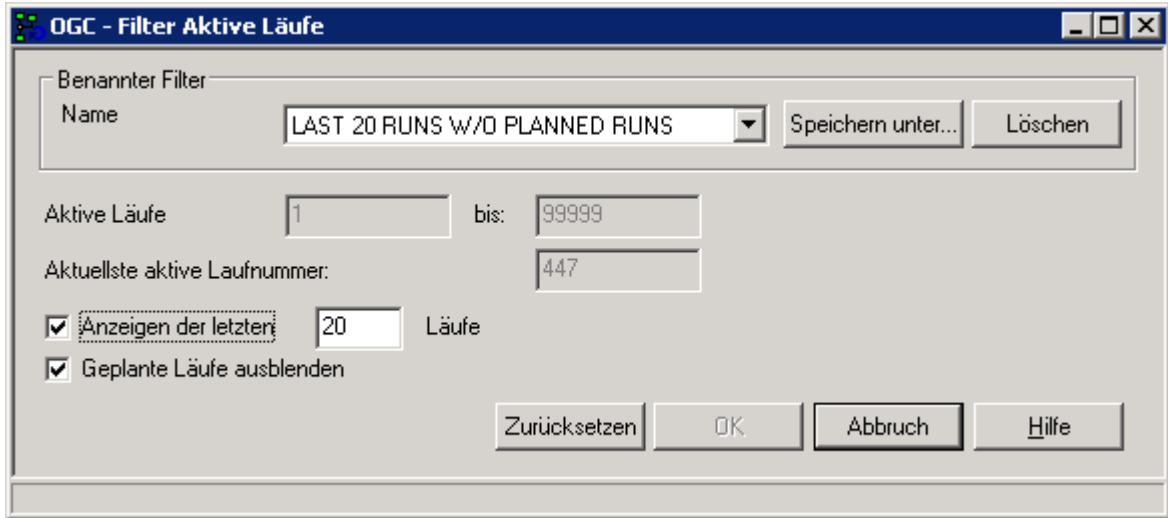 OGC - Filter Aktive Läufe
Benannter Filter
Name LAST 20 RUNS W/O PLANNED RUNS Speichern unter... Löschen
Aktive Läufe 1 bis: 99999
Aktuellste aktive Laufnummer: 447
Anzeigen der letzten 20 Läufe
Geplante Läufe ausblenden
Zurücksetzen OK Abbruch Hilfe